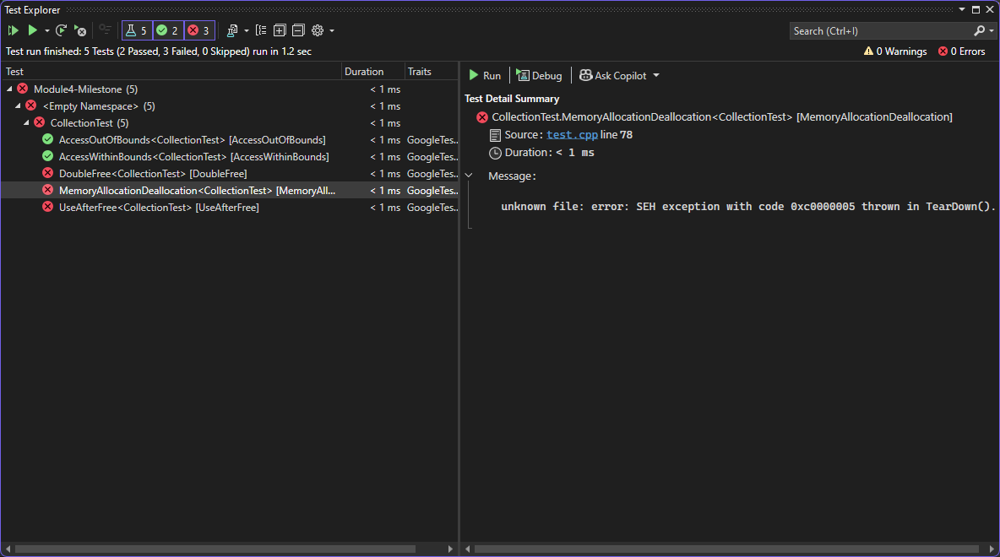 Test Explorer
5 2 3
Search (Ctrl+I)
Test run finished: 5 Tests (2 Passed, 3 Failed, 0 Skipped) run in 1.2 sec
0 Warnings 0 Errors
Test Duration Traits
Module4-Milestone (5) < 1 ms
<Empty Namespace> (5) < 1 ms
CollectionTest (5) < 1 ms
AccessOutOfBounds<CollectionTest> [AccessOutOfBounds] < 1 ms GoogleTes...
AccessWithinBounds<CollectionTest> [AccessWithinBounds] < 1 ms GoogleTes...
DoubleFree<CollectionTest> [DoubleFree] < 1 ms GoogleTes...
MemoryAllocationDeallocation<CollectionTest> [MemoryAll... < 1 ms GoogleTes...
UseAfterFree<CollectionTest> [UseAfterFree] < 1 ms GoogleTes...
Run Debug Ask Copilot
Test Detail Summary
CollectionTest.MemoryAllocationDeallocation<CollectionTest> [MemoryAllocationDeallocation]
Source: test.cpp line 78
Duration: < 1 ms
Message:
unknown file: error: SEH exception with code 0xc0000005 thrown in TearDown().